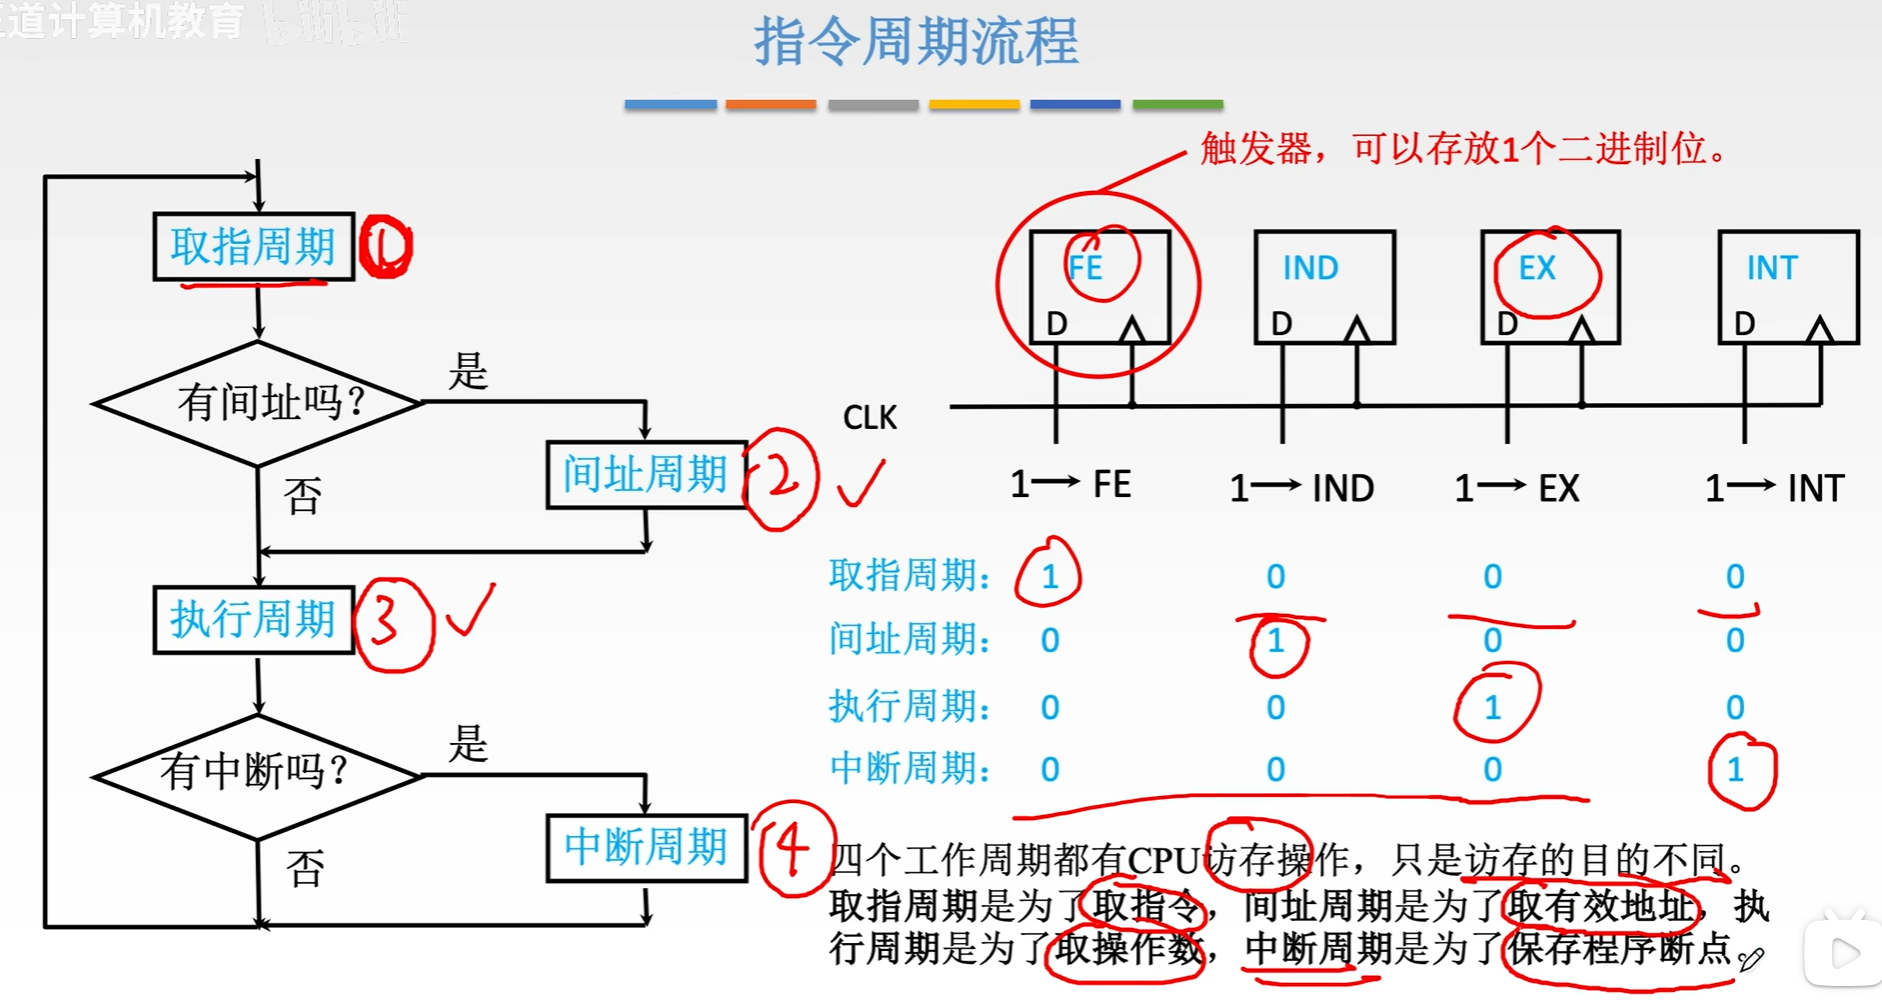 道计算机教育 bilibili
指令周期流程
触发器，可以存放1个二进制位。
取指周期 1
有间址吗？
是
否
间址周期 2
执行周期 3
有中断吗？
是
否
中断周期 4
FE IND EX INT
D D D D
CLK
1→ FE 1→ IND 1→ EX 1→ INT
取指周期： 1 0 0 0
间址周期： 0 1 0 0
执行周期： 0 0 1 0
中断周期： 0 0 0 1
四个工作周期都有CPU访存操作，只是访存的目的不同。
取指周期是为了取指令，间址周期是为了取有效地址，执
行周期是为了取操作数，中断周期是为了保存程序断点。